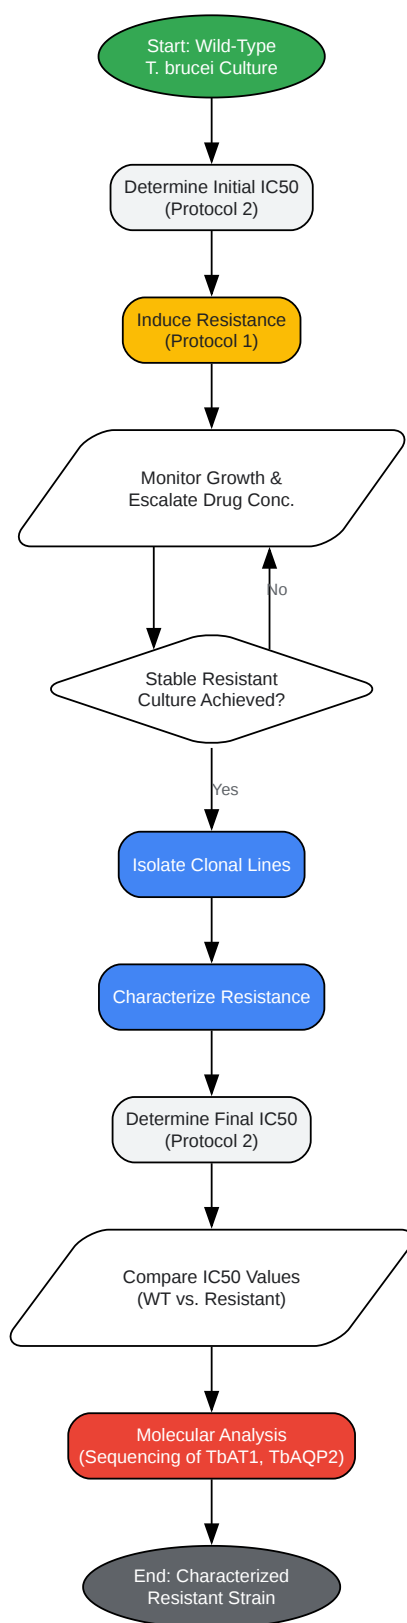 Start: Wild-Type
T. brucei Culture
Determine Initial IC50
(Protocol 2)
Induce Resistance
(Protocol 1)
Monitor Growth &
Escalate Drug Conc.
No
Stable Resistant
Culture Achieved?
Yes
Isolate Clonal Lines
Characterize Resistance
Determine Final IC50
(Protocol 2)
Compare IC50 Values
(WT vs. Resistant)
Molecular Analysis
(Sequencing of TbAT1, TbAQP2)
End: Characterized
Resistant Strain